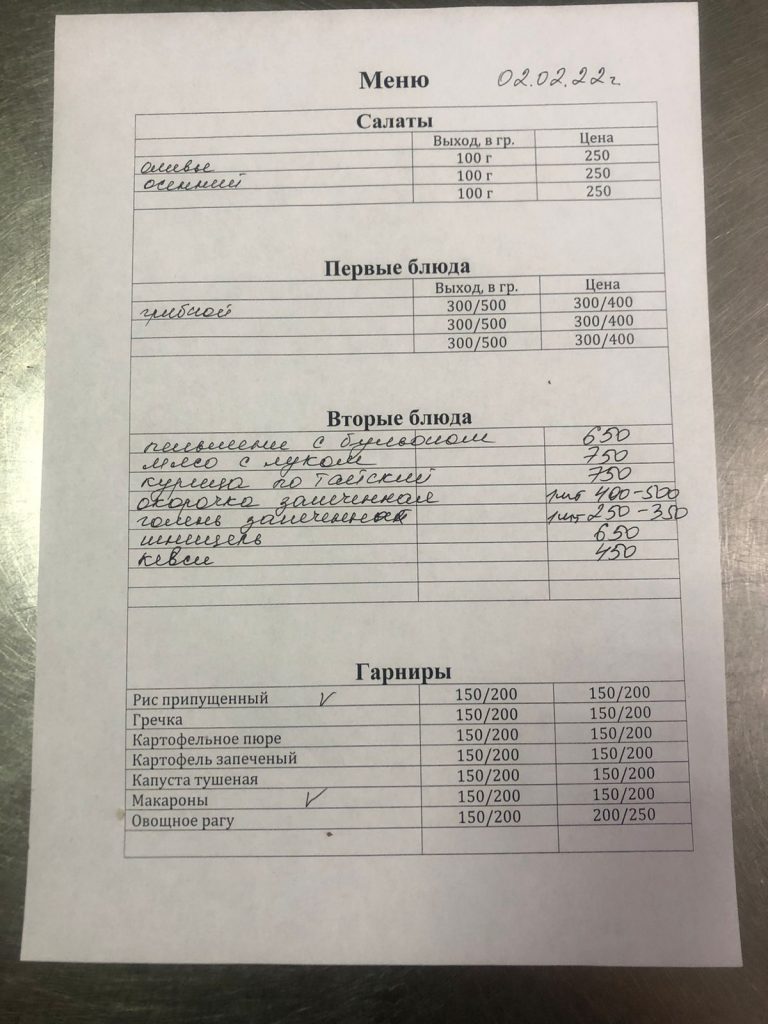 Меню 02.02.22г
Салаты
Выход, в гр. Цена
оливье 100 г 250
осенний 100 г 250
100 г 250
Первые блюда
Выход, в гр. Цена
грибной 300/500 300/400
300/500 300/400
300/500 300/400
Вторые блюда
пельмение с бульоном 650
мясо с луком 750
курица по тайский 750
окорочка запеченная 400-500
голень запеченная 250-350
шницель 650
кевси 450
Гарниры
Рис припущенный √ 150/200 150/200
Гречка 150/200 150/200
Картофельное пюре 150/200 150/200
Картофель запеченый 150/200 150/200
Капуста тушеная 150/200 150/200
Макароны √ 150/200 150/200
Овощное рагу 150/200 200/250